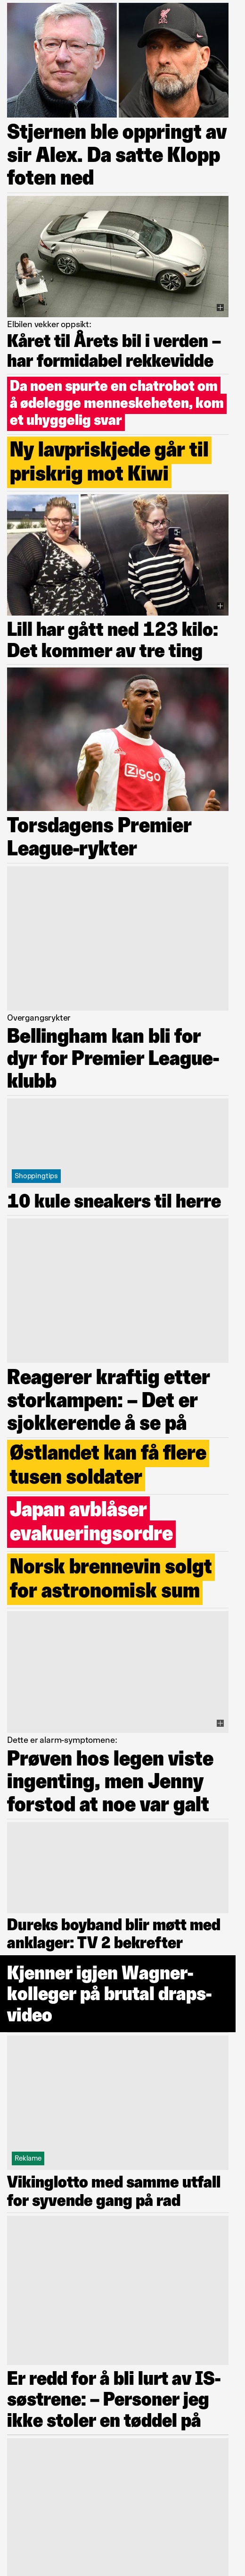 Stjernen ble oppringt av
sir Alex. Da satte Klopp
foten ned
Elbilen vekker oppsikt:
Kåret til Årets bil i verden –
har formidabel rekkevidde
Da noen spurte en chatrobot om
å ødelegge menneskeheten, kom
et uhyggelig svar
Ny lavpriskjede går til
priskrig mot Kiwi
Lill har gått ned 123 kilo:
Det kommer av tre ting
ZIGGO
Torsdagens Premier
League-rykter
Overgangsrykter
Bellingham kan bli for
dyr for Premier League-
klubb
Shoppingtips
10 kule sneakers til herre
Reagerer kraftig etter
storkampen: – Det er
sjokkerende å se på
Østlandet kan få flere
tusen soldater
Japan avblåser
evakueringsordre
Norsk brennevin solgt
for astronomisk sum
Dette er alarm-symptomene:
Prøven hos legen viste
ingenting, men Jenny
forstod at noe var galt
Dureks boyband blir møtt med
anklager: TV 2 bekrefter
Kjenner igjen Wagner-
kolleger på brutal draps-
video
Reklame
Vikinglotto med samme utfall
for syvende gang på rad
Er redd for å bli lurt av IS-
søstrene: – Personer jeg
ikke stoler en tøddel på